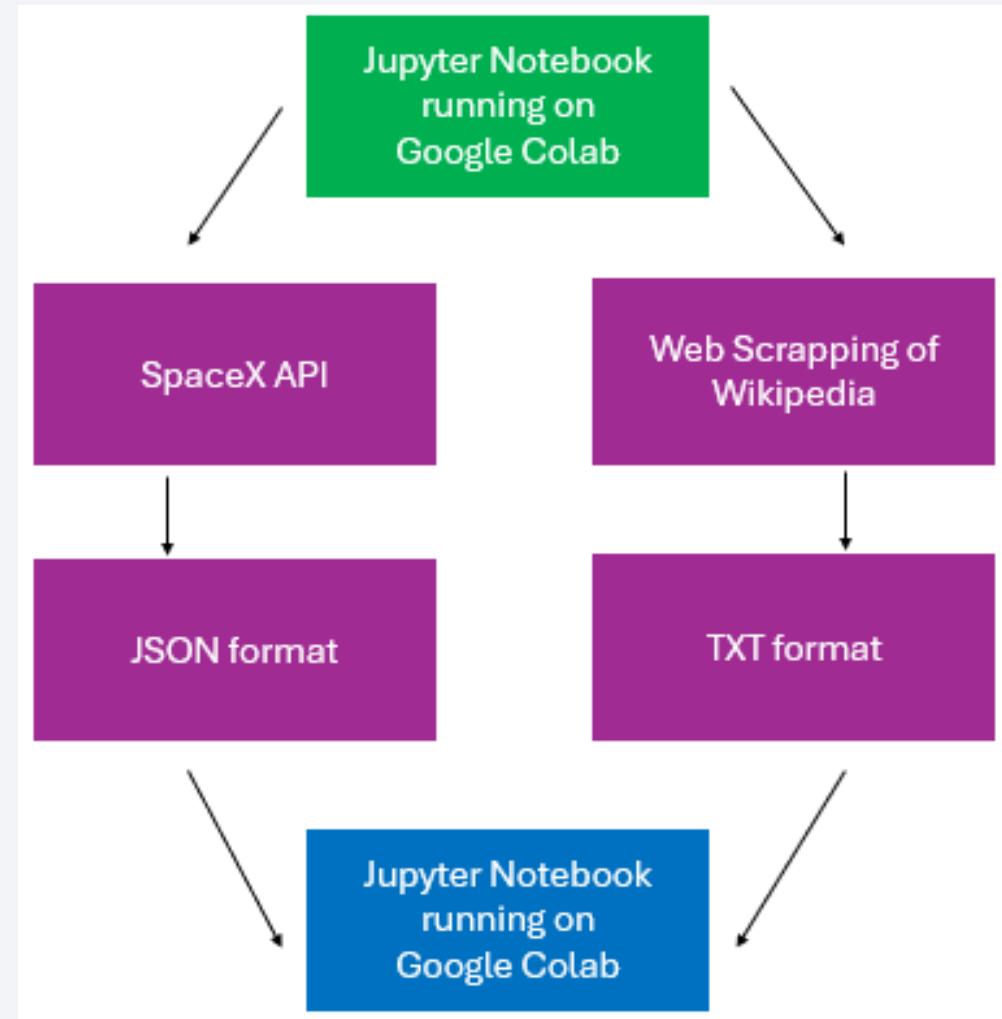 Jupyter Notebook
running on
Google Colab
SpaceX API
Web Scrapping of
Wikipedia
JSON format
TXT format
Jupyter Notebook
running on
Google Colab